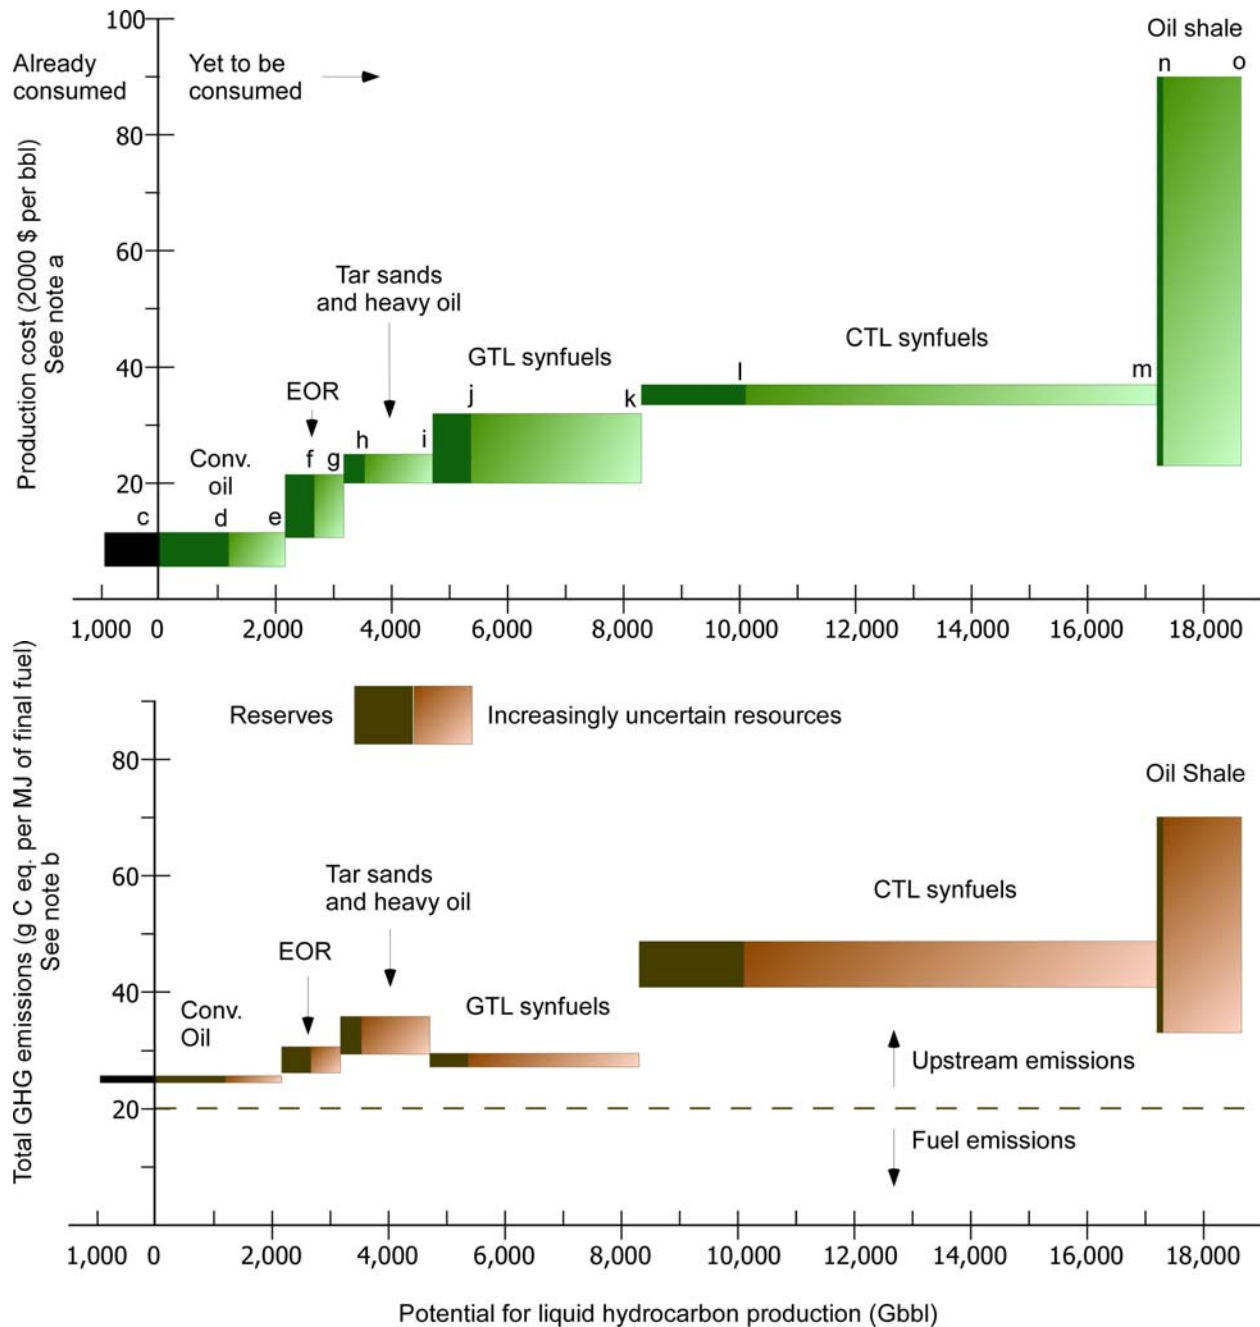 100
Oil shale
Already
consumed
Yet to be
consumed
n
o
Production cost (2000 $ per bbl)
See note a
80
60
Tar sands
and heavy oil
CTL synfuels
GTL synfuels
40
l
m
EOR
j
k
h
i
Conv.
oil
f
g
20
c
d
e
1,000
0
2,000
4,000
6,000
8,000
10,000
12,000
14,000
16,000
18,000
Total GHG emissions (g C eq. per MJ of final fuel)
See note b
Reserves
Increasingly uncertain resources
80
Oil Shale
60
Tar sands
and heavy oil
CTL synfuels
EOR
40
Conv.
Oil
GTL synfuels
Upstream emissions
20
Fuel emissions
1,000
0
2,000
4,000
6,000
8,000
10,000
12,000
14,000
16,000
18,000
Potential for liquid hydrocarbon production (Gbbl)